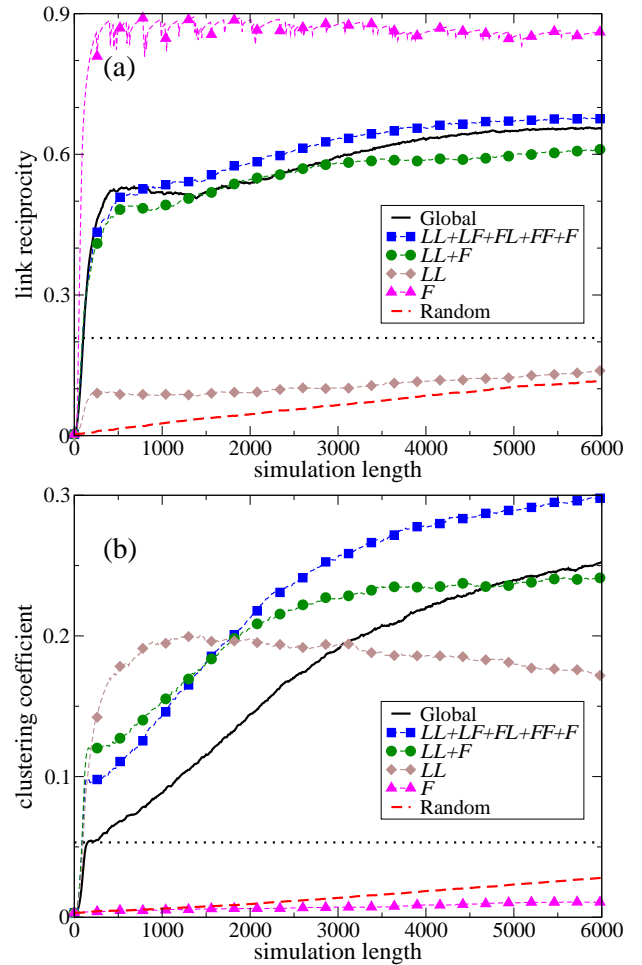 0.9
(a)
0.6
link reciprocity
Global
LL+LF+FL+FF+F
LL+F
0.3
LL
F
Random
0
0 1000 2000 3000 4000 5000 6000
simulation length
0.3
(b)
0.2
clustering coefficient
Global
LL+LF+FL+FF+F
LL+F
LL
0.1
F
Random
0
0 1000 2000 3000 4000 5000 6000
simulation length